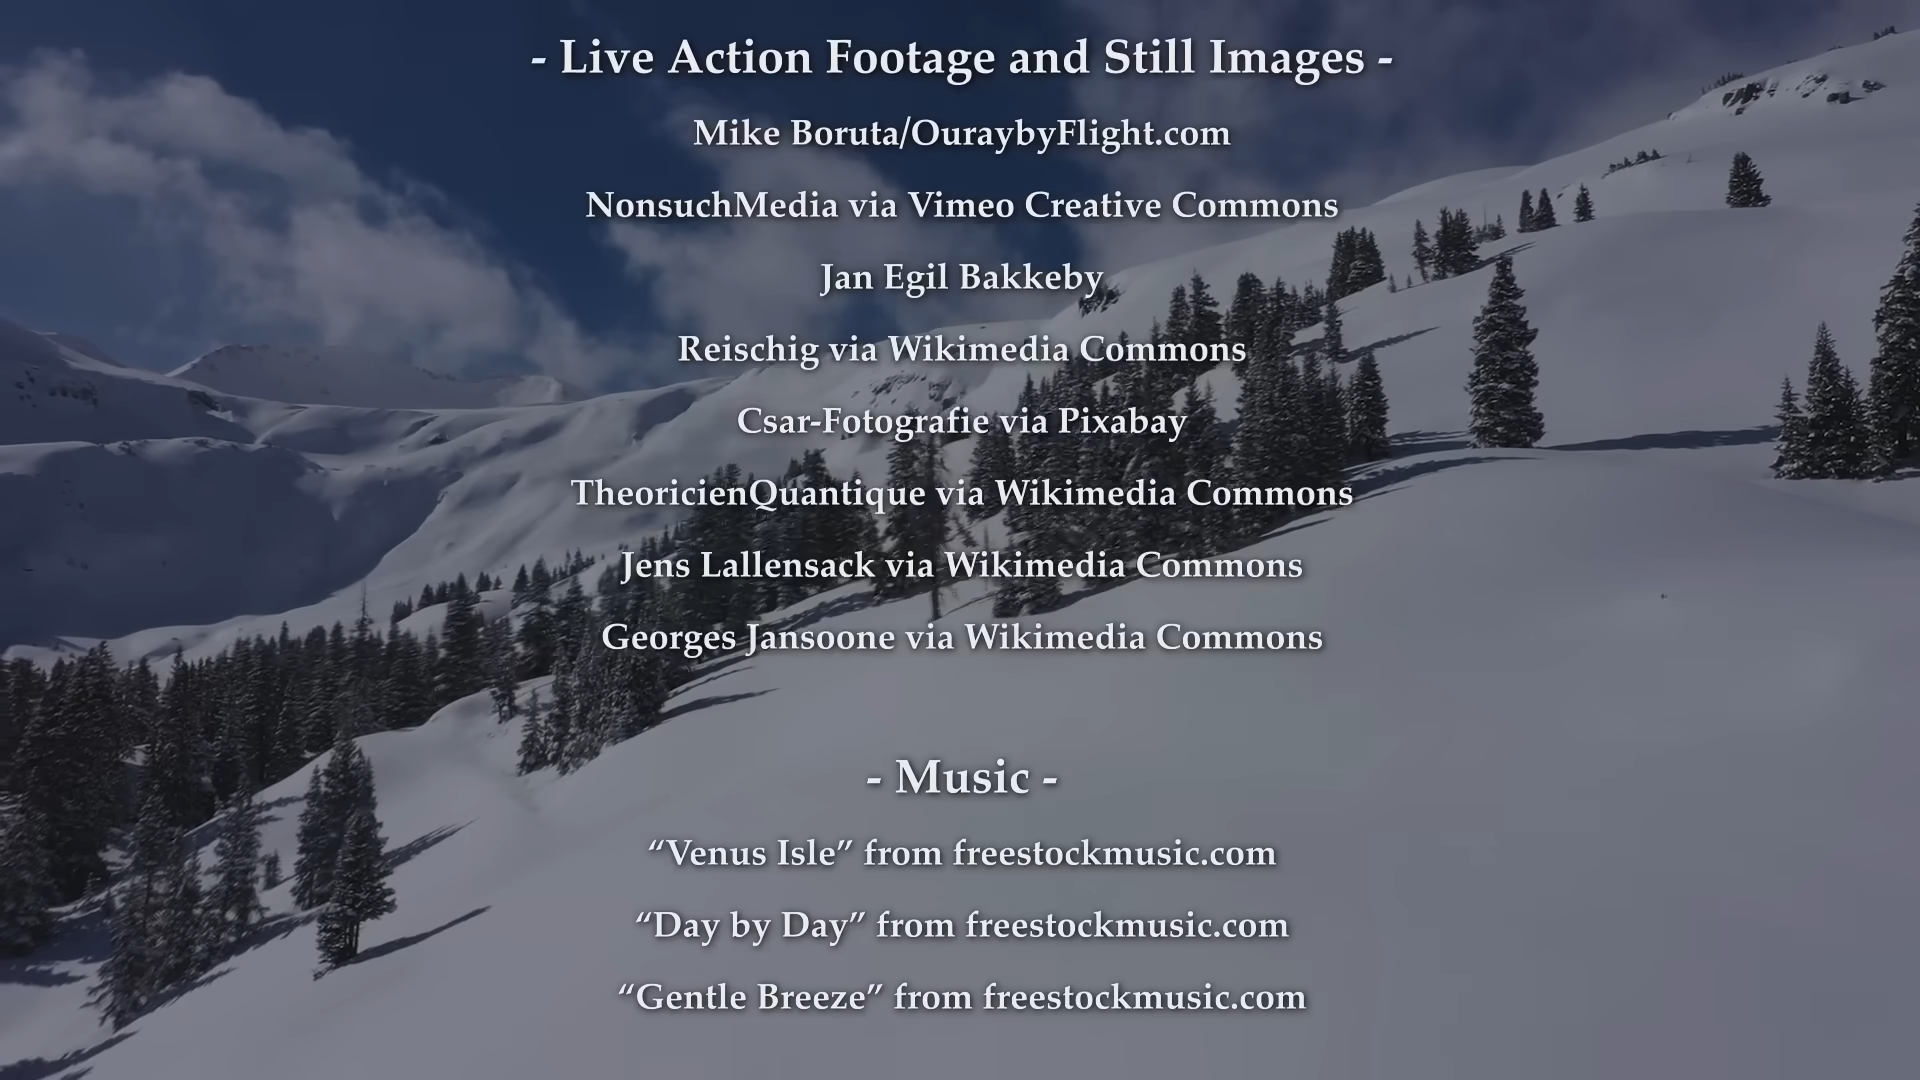 - Live Action Footage and Still Images -
Mike Boruta/OuraybyFlight.com
NonsuchMedia via Vimeo Creative Commons
Jan Egil Bakkeby
Reischig via Wikimedia Commons
Csar-Fotografie via Pixabay
TheoricienQuantique via Wikimedia Commons
Jens Lallensack via Wikimedia Commons
Georges Jansoone via Wikimedia Commons
- Music -
“Venus Isle” from freestockmusic.com
“Day by Day” from freestockmusic.com
“Gentle Breeze” from freestockmusic.com